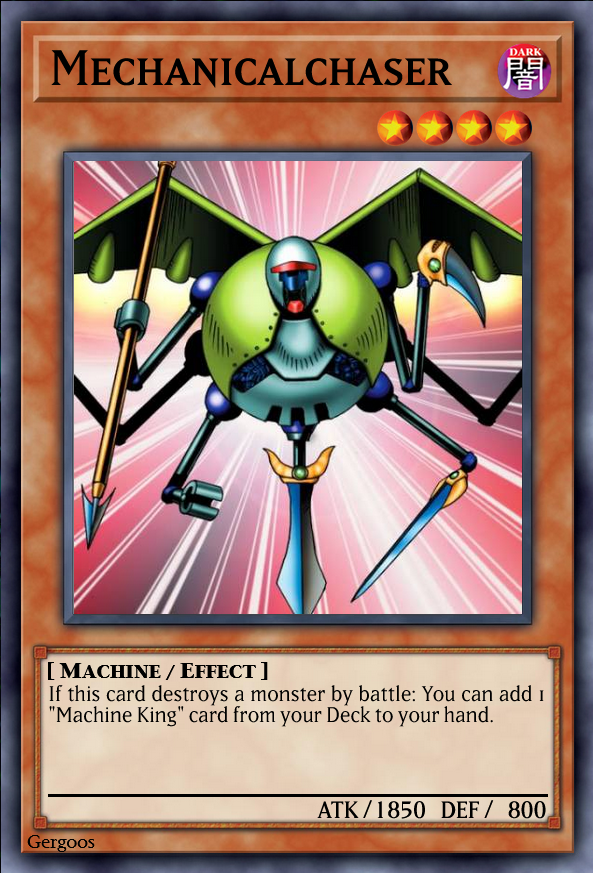 Mechanicalchaser
DARK
闇
[ Machine / Effect ]
If this card destroys a monster by battle: You can add 1
"Machine King" card from your Deck to your hand.
ATK / 1850 DEF / 800
Gergoos